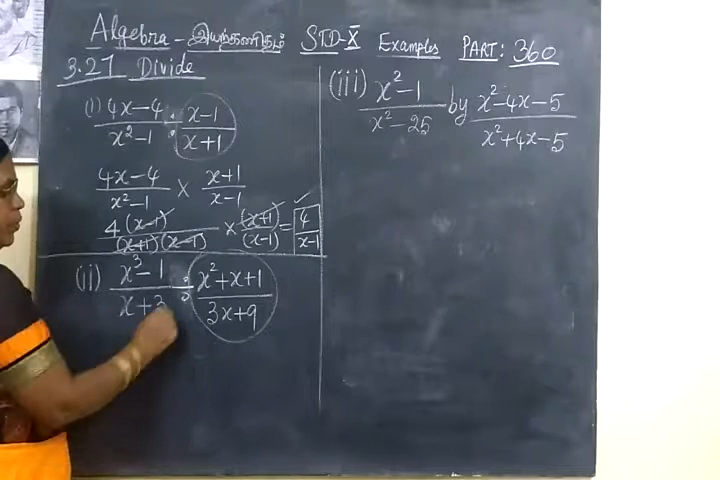 Algebra - இயற்கணிதம் STD-X Examples PART: 360
3.27 Divide
(i) 4x-4 / x²-1 ÷ x-1 / x+1
4x-4 / x²-1 × x+1 / x-1
4(x-1) / (x+1)(x-1) × (x+1) / (x-1) = 4 / x-1
(ii) x³-1 / x+3 ÷ x²+x+1 / 3x+9
(iii) x²-1 / x²-25 by x²-4x-5 / x²+4x-5